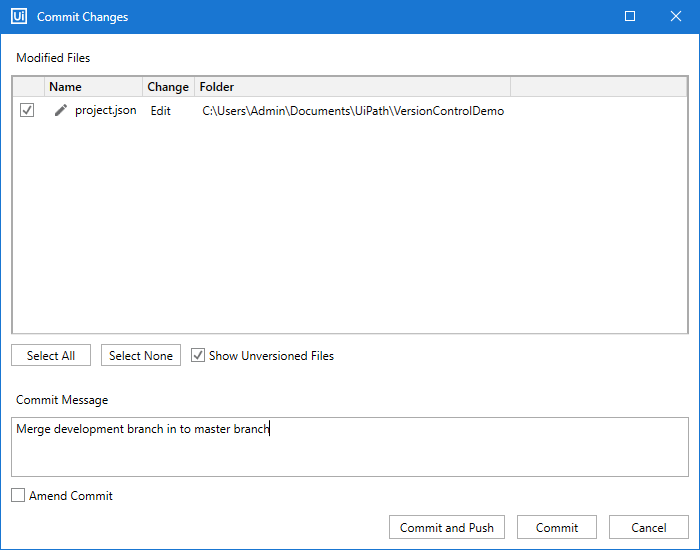 Ui Commit Changes
Modified Files
Name Change Folder
project.json Edit C:\Users\Admin\Documents\UiPath\VersionControlDemo
Select All Select None Show Unversioned Files
Commit Message
Merge development branch in to master branch
Amend Commit
Commit and Push Commit Cancel